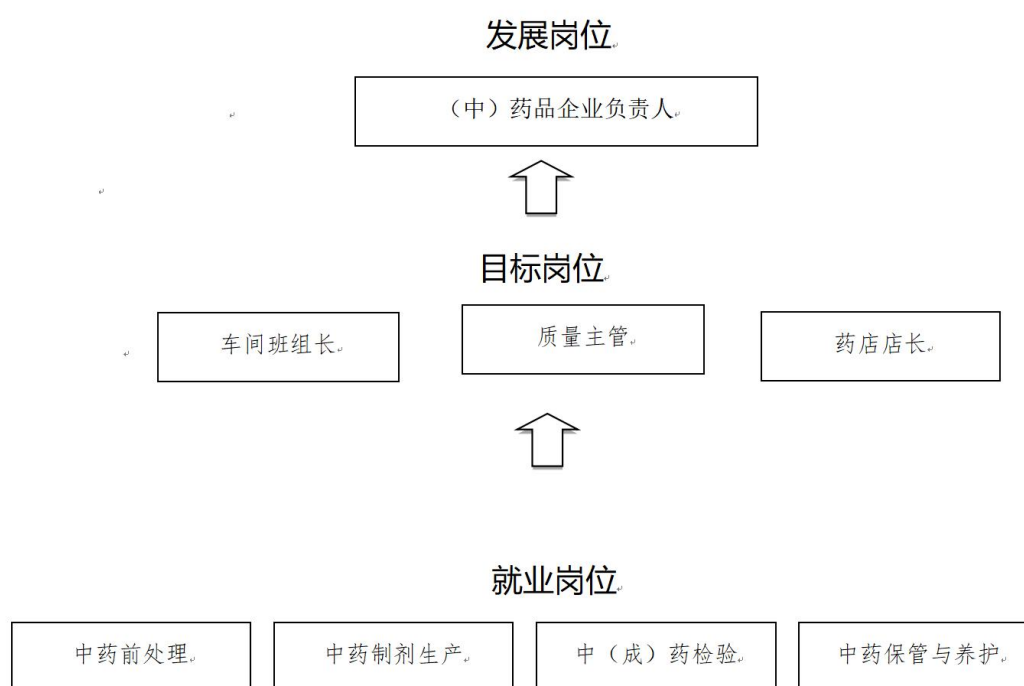 发展岗位
（中）药品企业负责人
目标岗位
车间班组长
质量主管
药店店长
就业岗位
中药前处理
中药制剂生产
中（成）药检验
中药保管与养护